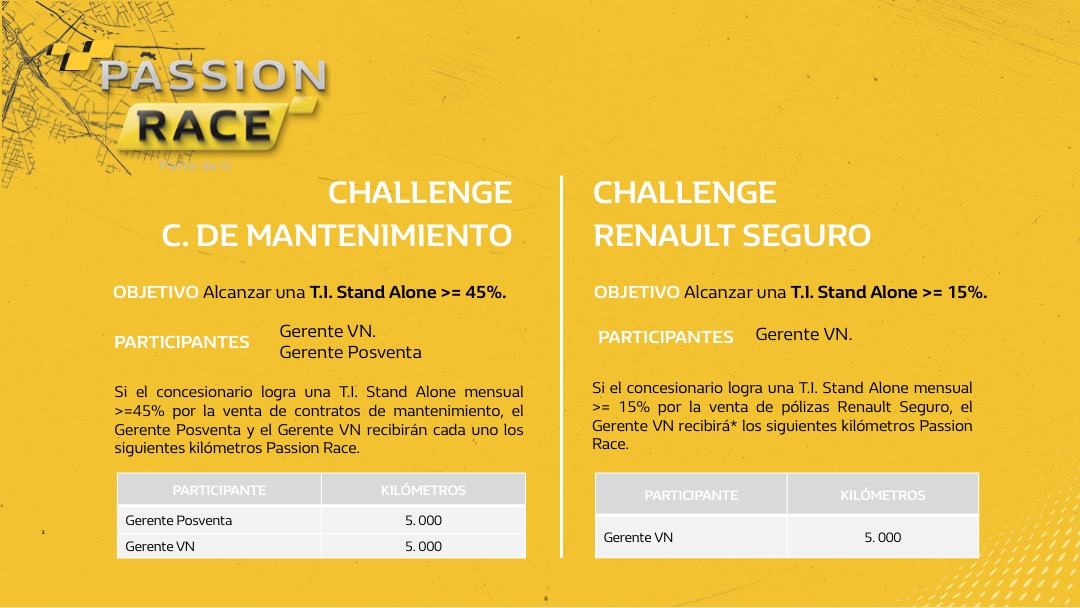 PASSION
RACE
CHALLENGE
C. DE MANTENIMIENTO
OBJETIVO Alcanzar una T.I. Stand Alone >= 45%.
PARTICIPANTES
Gerente VN.
Gerente Posventa
Si el concesionario logra una T.I. Stand Alone mensual
>=45% por la venta de contratos de mantenimiento, el
Gerente Posventa y el Gerente VN recibirán cada uno los
siguientes kilómetros Passion Race.
PARTICIPANTE KILÓMETROS
Gerente Posventa 5. 000
Gerente VN 5. 000
CHALLENGE
RENAULT SEGURO
OBJETIVO Alcanzar una T.I. Stand Alone >= 15%.
PARTICIPANTES Gerente VN.
Si el concesionario logra una T.I. Stand Alone mensual
>= 15% por la venta de pólizas Renault Seguro, el
Gerente VN recibirá* los siguientes kilómetros Passion
Race.
PARTICIPANTE KILÓMETROS
Gerente VN 5. 000